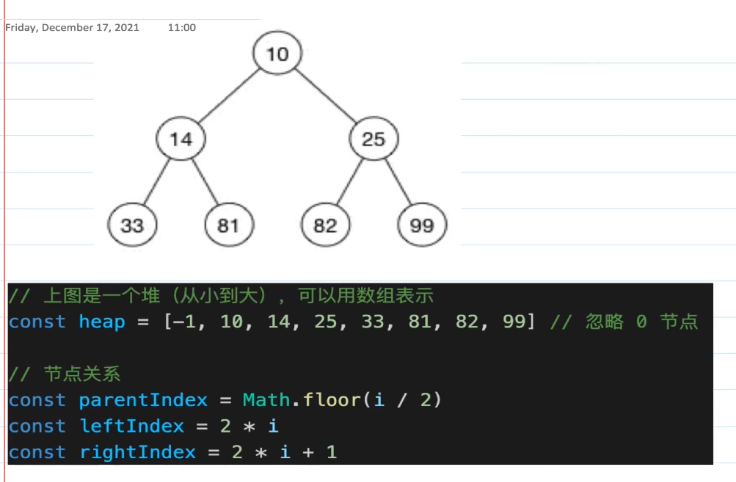 Friday, December 17, 2021 11:00
10
14 25
33 81 82 99
// 上图是一个堆（从小到大），可以用数组表示
const heap = [-1, 10, 14, 25, 33, 81, 82, 99] // 忽略 0 节点
// 节点关系
const parentIndex = Math.floor(i / 2)
const leftIndex = 2 * i
const rightIndex = 2 * i + 1